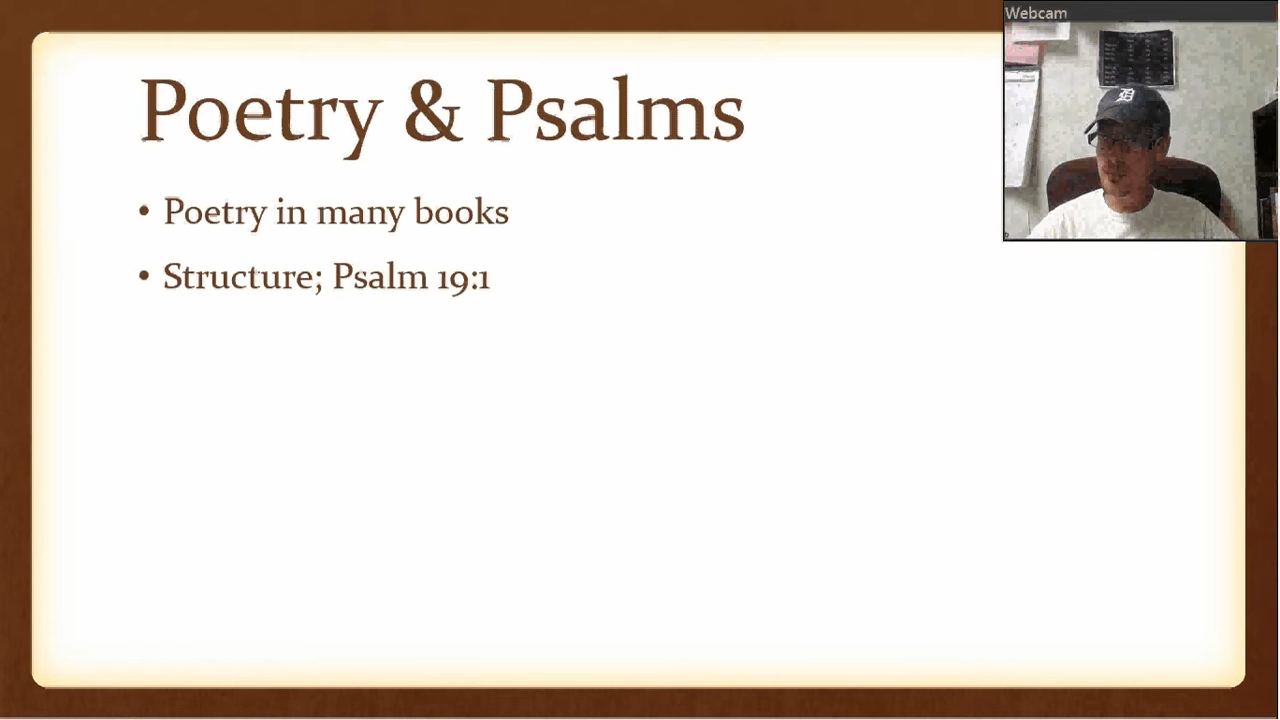 Poetry & Psalms
• Poetry in many books
• Structure; Psalm 19:1
Webcam
D